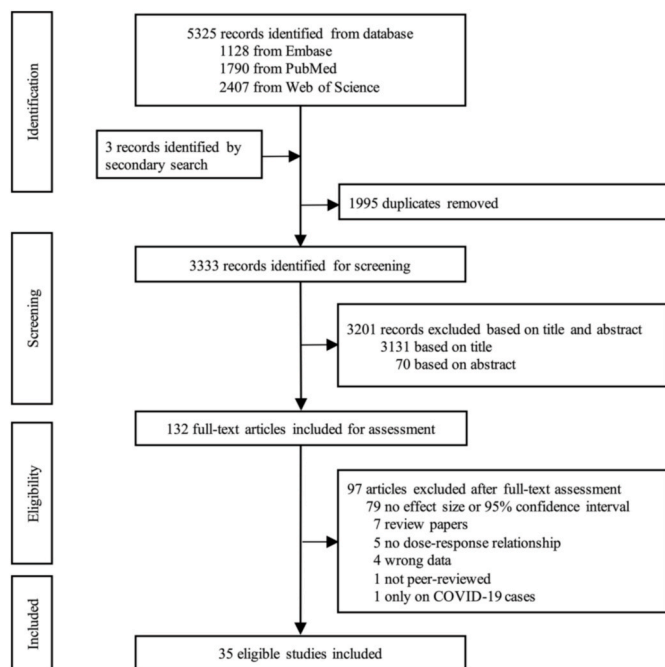 Identification
5325 records identified from database
1128 from Embase
1790 from PubMed
2407 from Web of Science
3 records identified by
secondary search
1995 duplicates removed
Screening
3333 records identified for screening
3201 records excluded based on title and abstract
3131 based on title
70 based on abstract
Eligibility
132 full-text articles included for assessment
97 articles excluded after full-text assessment
79 no effect size or 95% confidence interval
7 review papers
5 no dose-response relationship
4 wrong data
1 not peer-reviewed
1 only on COVID-19 cases
Included
35 eligible studies included